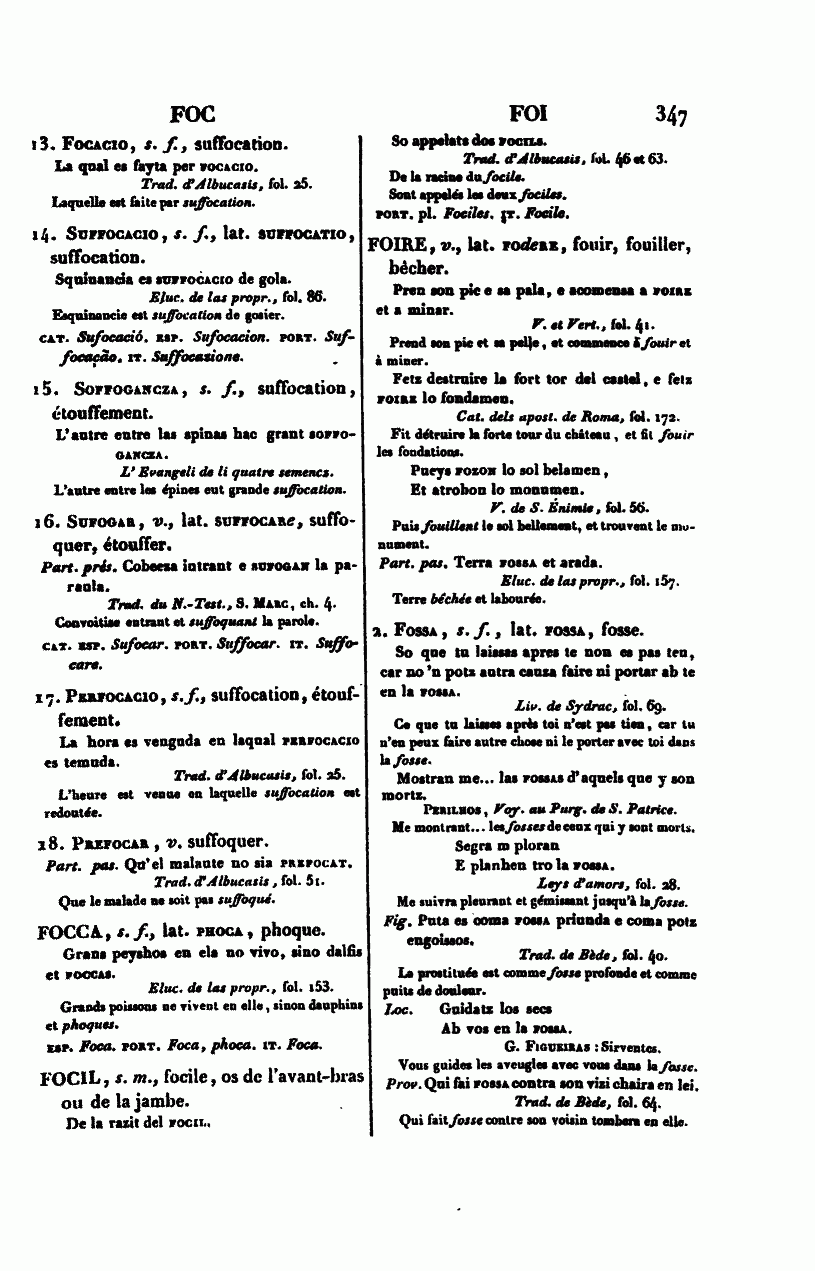 FOC
FOI 347
13. FOCACIO, s. f., suffocation.
La qual es fayta per FOCACIO.
Trad. d'Albucasis, fol. 25.
Laquelle est faite par suffocation.
14. SUFFOCACIO, s. f., lat. SUFFOCATIO,
suffocation.
Squinancia es SUFFOCACIO de gola.
Eluc. de las propr., fol. 86.
Esquinancie est suffocation de gosier.
CAT. Sufocació. ESP. Sufocacion. PORT. Suf-
focação. IT. Suffocazione.
15. SOFFOGANCZA, s. f., suffocation,
étouffement.
L'autre entre las spinas hac grant SOFFO-
GANCZA.
L'Evangeli de li quatre semencs.
L'autre entre les épines eut grande suffocation.
16. SUFOGAR, v., lat. SUFFOCARe, suffo-
quer, étouffer.
Part. prés. Cobeeza intrant e SUFOGAN la pa-
raula.
Trad. du N.-Test., S. MARC, ch. 4.
Convoitise entrant et suffoquant la parole.
CAT. ESP. Sufocar. PORT. Suffocar. IT. Suffo-
care.
17. PERFOCACIO, s. f., suffocation, étouf-
fement.
La hora es venguda en laqual PERFOCACIO
es temuda.
Trad. d'Albucasis, fol. 25.
L'heure est venue en laquelle suffocation est
redoutée.
18. PREFOCAR, v. suffoquer.
Part. pas. Qu'el malaute no sia PREFOCAT.
Trad. d'Albucasis, fol. 51.
Que le malade ne soit pas suffoqué.
FOCCA, s. f., lat. PHOCA, phoque.
Grans peyshos en ela no vivo, sino dalfis
et FOCCAS.
Eluc. de las propr., fol. 153.
Grands poissons ne vivent en elle, sinon dauphins
et phoques.
ESP. Foca. PORT. Foca, phoca. IT. Foca.
FOCIL, s. m., focile, os de l'avant-bras
ou de la jambe.
De la razit del FOCIL.
So appelats dos FOCILS.
Trad. d'Albucasis, fol. 46 et 63.
De la racine du focile.
Sont appelés les deux fociles.
PORT. pl. Fociles. IT. Focile.
FOIRE, v., lat. FodeRE, fouir, fouiller,
bêcher.
Pren son pic e sa pala, e acomensa a FOIRE
et a minar.
V. et Vert., fol. 41.
Prend son pic et sa pelle, et commence à fouir et
à miner.
Fetz destruire la fort tor del castel, e fetz
FOIRE lo fondamen.
Cat. dels apost. de Roma, fol. 172.
Fit détruire la forte tour du château, et fit fouir
les fondations.
Pueys FOZON lo sol belamen,
Et atrobon lo monumen.
V. de S. Énimie, fol. 56.
Puis fouillent le sol bellement, et trouvent le mo-
nument.
Part. pas. Terra FOSSA et arada.
Eluc. de las propr., fol. 157.
Terre bêchée et labourée.
2. FOSSA, s. f., lat. FOSSA, fosse.
So que tu laissas apres te non es pas teu,
car no 'n potz autra cauza faire ni portar ab te
en la FOSSA.
Liv. de Sydrac, fol. 69.
Ce que tu laisses après toi n'est pas tien, car tu
n'en peux faire autre chose ni le porter avec toi dans
la fosse.
Mostran me... las FOSSAS d'aquels que y son
mortz.
PERILHOS, Voy. au Purg. de S. Patrice.
Me montrant... les fosses de ceux qui y sont morts.
Segra m ploran
E planhen tro la FOSSA.
Leys d'amors, fol. 28.
Me suivra pleurant et gémissant jusqu'à la fosse.
Fig. Puta es coma FOSSA priunda e coma potz
engoissos.
Trad. de Bède, fol. 40.
La prostituée est comme fosse profonde et comme
puits de douleur.
Loc. Guidatz los secs
Ab vos en la FOSSA.
G. FIGUEIRAS : Sirventes.
Vous guidez les aveugles avec vous dans la fosse.
Prov. Qui fai FOSSA contra son vizi chaira en lei.
Trad. de Bède, fol. 64.
Qui fait fosse contre son voisin tombera en elle.